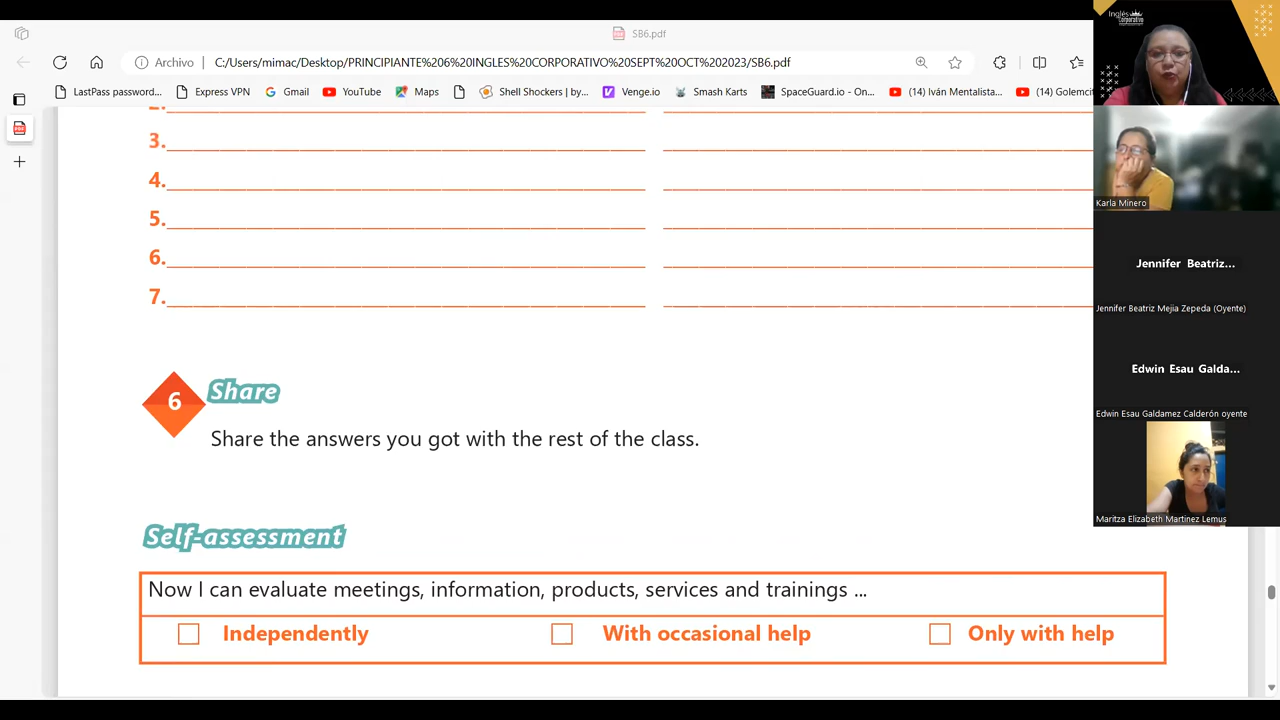 SB6.pdf
Archivo
C:/Users/mimac/Desktop/PRINCIPIANTE%206%20INGLES%20CORPORATIVO%20SEPT%20OCT%202023/SB6.pdf
LastPass password...
Express VPN
Gmail
YouTube
Maps
Shell Shockers | by...
Venge.io
Smash Karts
SpaceGuard.io - On...
(14) Iván Mentalista...
(14) Golemcit
3.
4.
5.
6.
7.
6
Share
Share the answers you got with the rest of the class.
Self-assessment
Now I can evaluate meetings, information, products, services and trainings ...
Independently
With occasional help
Only with help
Inglés
Corporativo
Karla Minero
Jennifer Beatriz...
Jennifer Beatriz Mejia Zepeda (Oyente)
Edwin Esau Galda...
Edwin Esau Galdamez Calderón oyente
Maritza Elizabeth Martinez Lemus